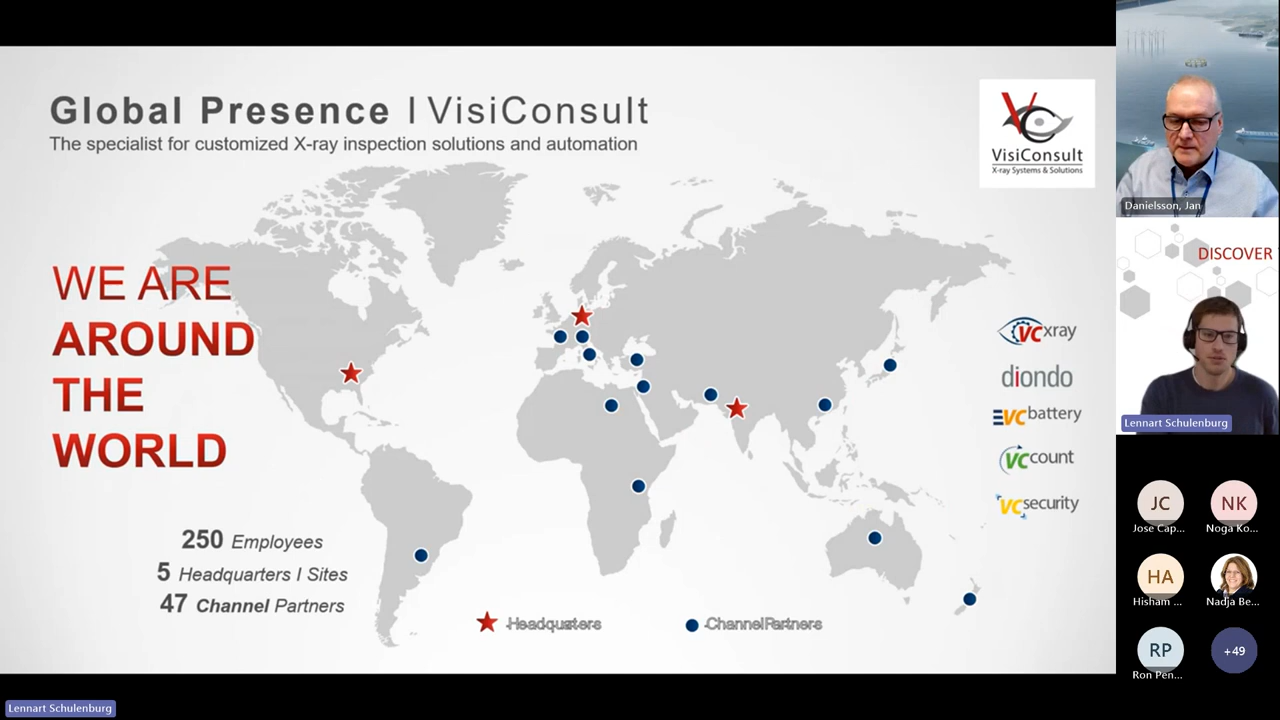 Global Presence I VisiConsult
The specialist for customized X-ray inspection solutions and automation
VC
VisiConsult
X-ray Systems & Solutions
WE ARE
AROUND
THE
WORLD
250 Employees
5 Headquarters I Sites
47 Channel Partners
Headquarters
Channel Partners
VCxray
diondo
VCbattery
VCcount
VCsecurity
Danielsson, Jan
DISCOVER
Lennart Schulenburg
JC
Jose Cap...
NK
Noga Ko...
HA
Hisham ...
Nadja Be...
RP
Ron Pen...
+49
Lennart Schulenburg